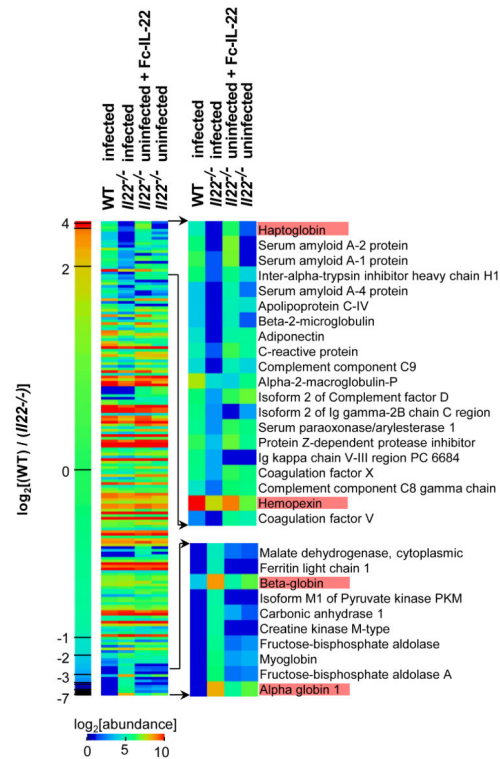 WT infected
Il22-/- infected
Il22-/- uninfected + Fc-IL-22
Il22-/- uninfected
WT infected
Il22-/- infected
Il22-/- uninfected + Fc-IL-22
Il22-/- uninfected
log2[(WT) / (Il22-/-)]
4
2
0
-1
-2
-3
-7
Haptoglobin
Serum amyloid A-2 protein
Serum amyloid A-1 protein
Inter-alpha-trypsin inhibitor heavy chain H1
Serum amyloid A-4 protein
Apolipoprotein C-IV
Beta-2-microglobulin
Adiponectin
C-reactive protein
Complement component C9
Alpha-2-macroglobulin-P
Isoform 2 of Complement factor D
Isoform 2 of Ig gamma-2B chain C region
Serum paraoxonase/arylesterase 1
Protein Z-dependent protease inhibitor
Ig kappa chain V-III region PC 6684
Coagulation factor X
Complement component C8 gamma chain
Hemopexin
Coagulation factor V
Malate dehydrogenase, cytoplasmic
Ferritin light chain 1
Beta-globin
Isoform M1 of Pyruvate kinase PKM
Carbonic anhydrase 1
Creatine kinase M-type
Fructose-bisphosphate aldolase
Myoglobin
Fructose-bisphosphate aldolase A
Alpha globin 1
log2[abundance]
0 5 10